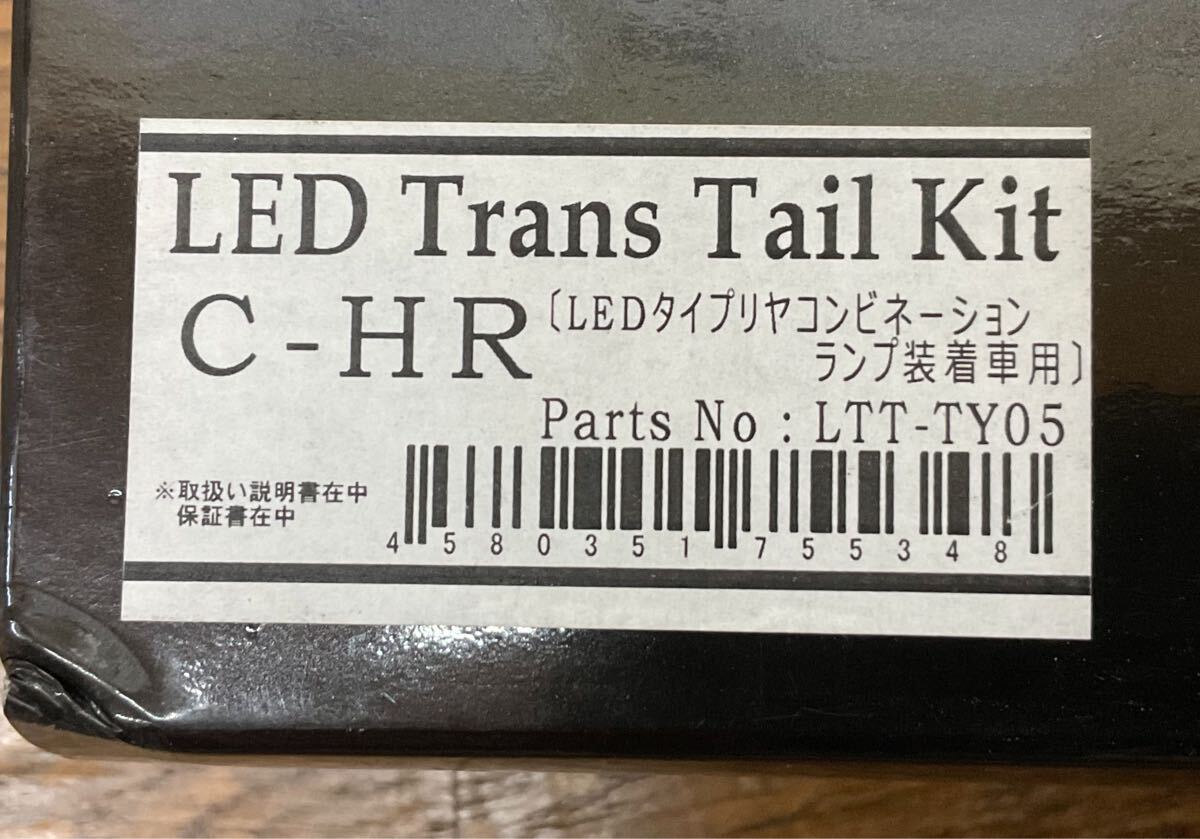 LED Trans Tail Kit
C-HR〔LEDタイプリヤコンビネーション
ランプ装着車用〕
Parts No : LTT-TY05
※取扱い説明書在中
保証書在中
4580351755348